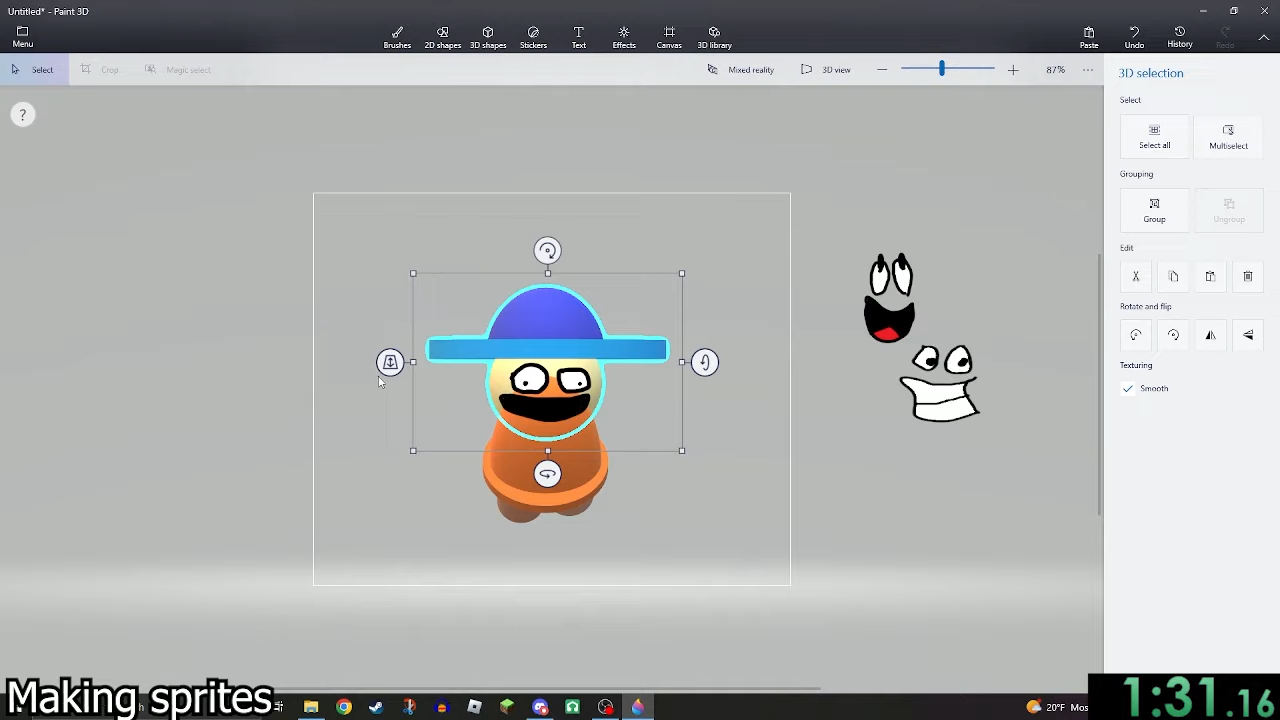 Untitled* - Paint 3D
Menu
Brushes
2D shapes
3D shapes
Stickers
Text
Effects
Canvas
3D library
Paste
Undo
History
Redo
Select
Crop
Magic select
Mixed reality
3D view
87%
?
3D selection
Select
Select all
Multiselect
Grouping
Group
Ungroup
Edit
Rotate and flip
Texturing
Smooth
Making sprites
20°F Mos
1:31.16